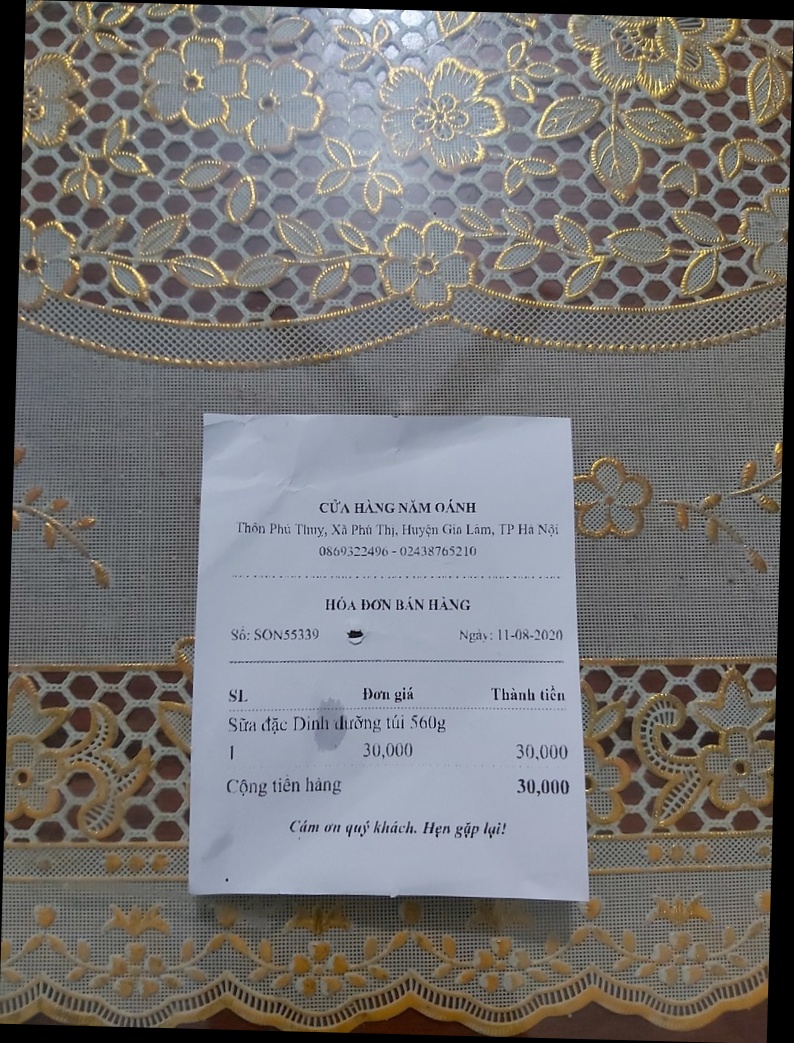 CỬA HÀNG NĂM OÁNH
Thôn Phú Thuỵ, Xã Phú Thị, Huyện Gia Lâm, TP Hà Nội
0869322496 - 02438765210
HÓA ĐƠN BÁN HÀNG
Số: SON55339 Ngày: 11-08-2020
SL Đơn giá Thành tiền
Sữa đặc Dinh dưỡng túi 560g
1 30,000 30,000
Cộng tiền hàng 30,000
Cám ơn quý khách. Hẹn gặp lại!